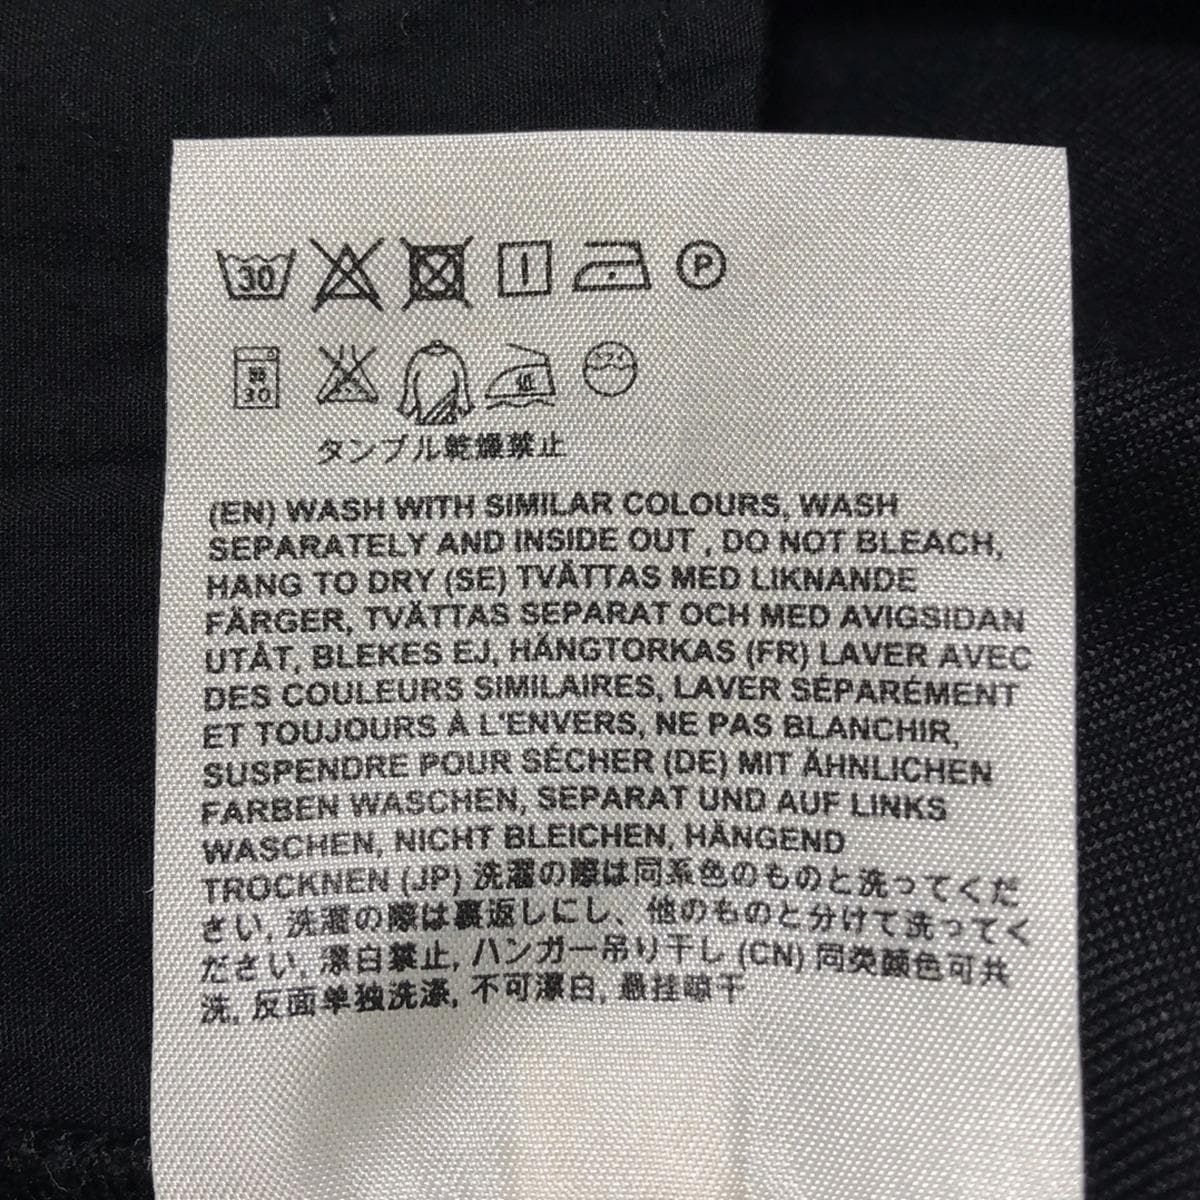 30 P
30 ドライ
タンブル乾燥禁止
(EN) WASH WITH SIMILAR COLOURS, WASH
SEPARATELY AND INSIDE OUT , DO NOT BLEACH,
HANG TO DRY (SE) TVÄTTAS MED LIKNANDE
FÄRGER, TVÄTTAS SEPARAT OCH MED AVIGSIDAN
UTÅT, BLEKES EJ, HÄNGTORKAS (FR) LAVER AVEC
DES COULEURS SIMILAIRES, LAVER SÉPARÉMENT
ET TOUJOURS À L'ENVERS, NE PAS BLANCHIR,
SUSPENDRE POUR SÉCHER (DE) MIT ÄHNLICHEN
FARBEN WASCHEN, SEPARAT UND AUF LINKS
WASCHEN, NICHT BLEICHEN, HÄNGEND
TROCKNEN (JP) 洗濯の際は同系色のものと洗ってくだ
さい, 洗濯の際は裏返しにし、他のものと分けて洗ってく
ださい, 漂白禁止, ハンガー吊り干し (CN) 同类颜色可共
洗, 反面单独洗涤, 不可漂白, 悬挂晾干